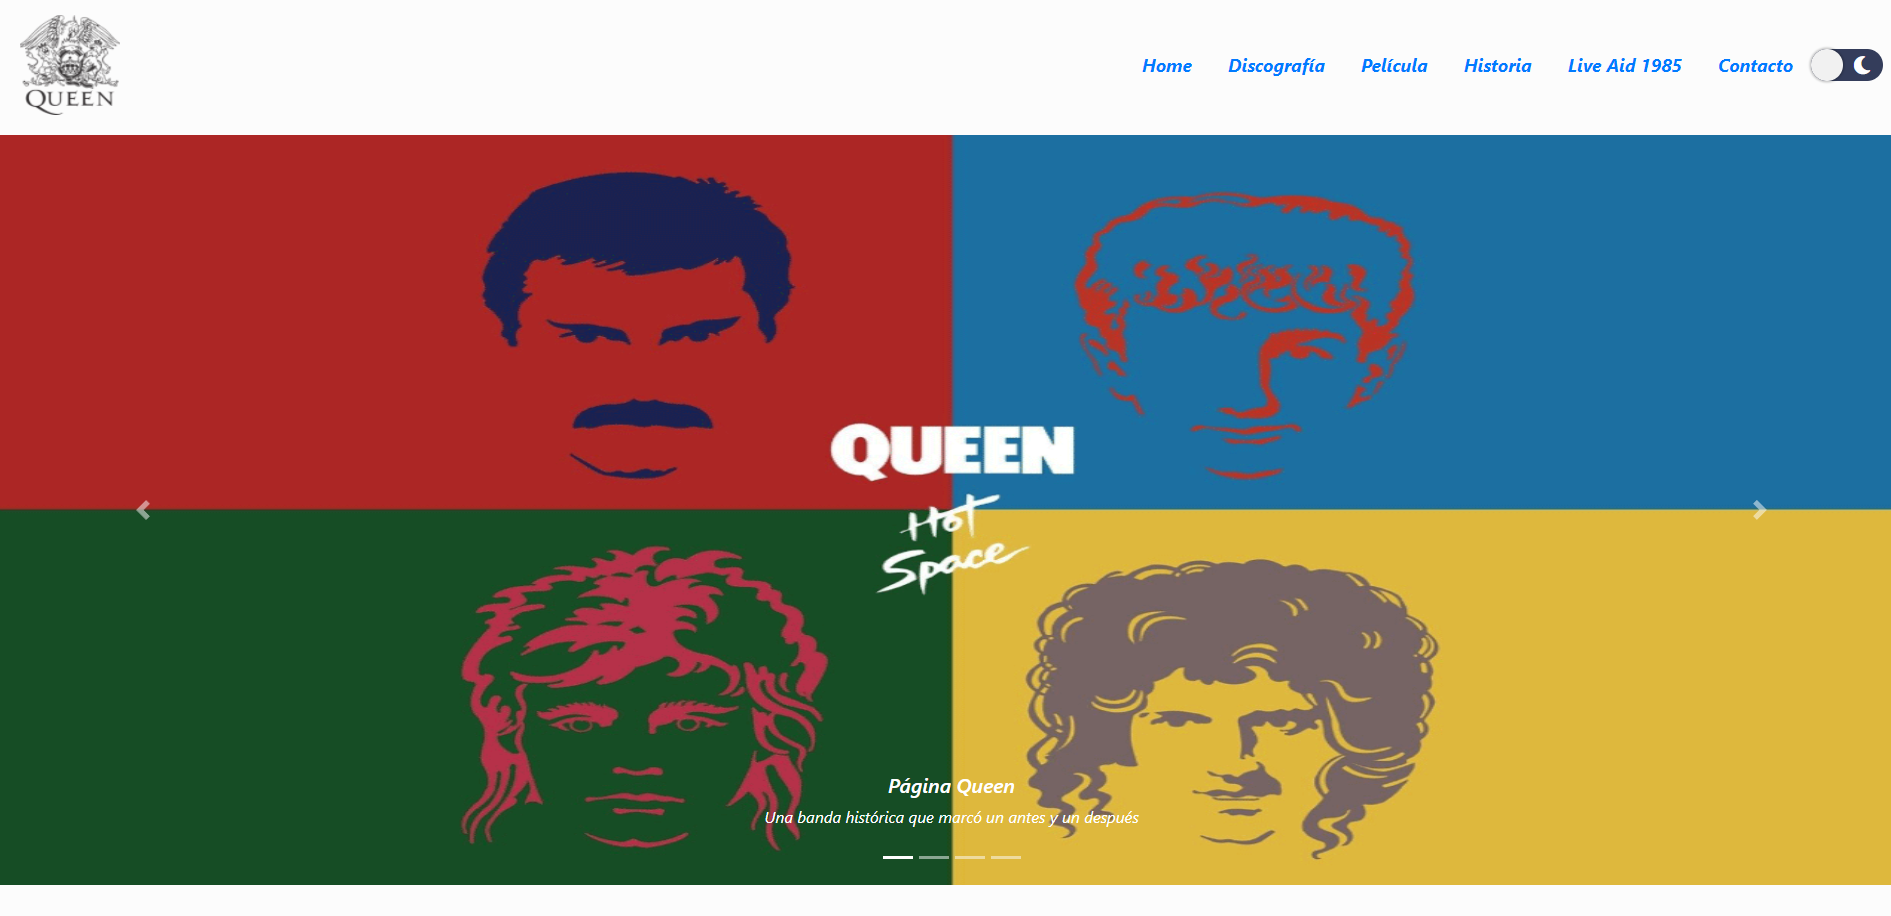 QUEEN
Home Discografía Película Historia Live Aid 1985 Contacto
QUEEN
Hot
Space
Página Queen
Una banda histórica que marcó un antes y un después